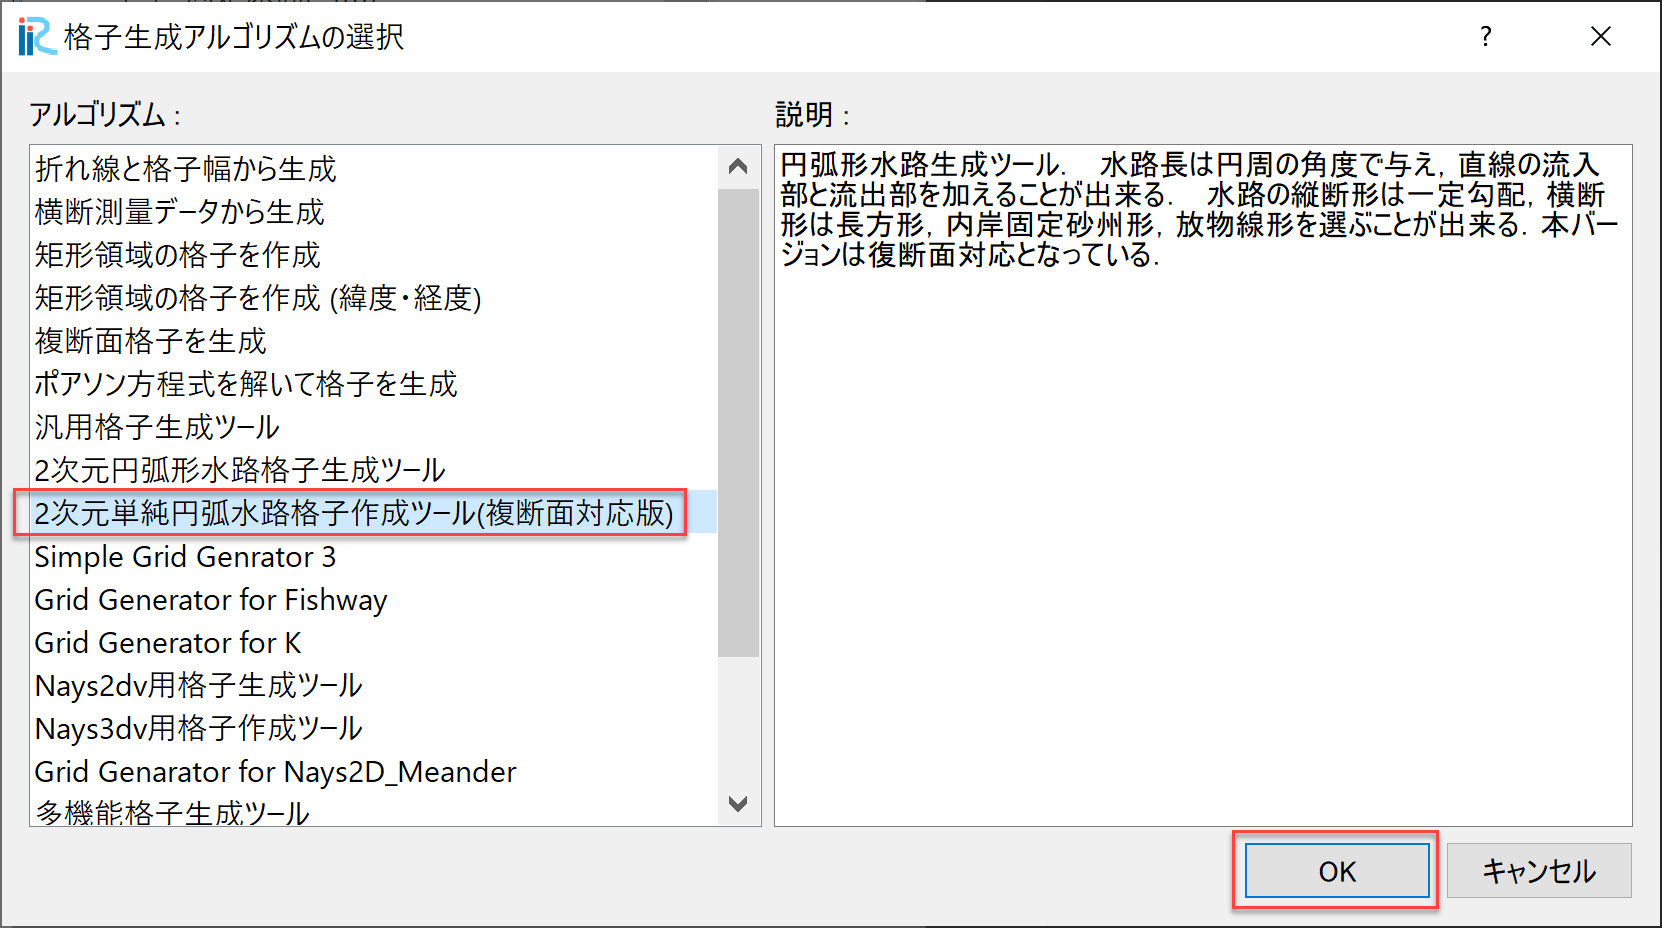 格子生成アルゴリズムの選択
?
アルゴリズム :
説明 :
折れ線と格子幅から生成
横断測量データから生成
矩形領域の格子を作成
矩形領域の格子を作成 (緯度・経度)
複断面格子を生成
ポアソン方程式を解いて格子を生成
汎用格子生成ツール
2次元円弧形水路格子生成ツール
2次元単純円弧水路格子作成ツール(複断面対応版)
Simple Grid Genrator 3
Grid Generator for Fishway
Grid Generator for K
Nays2dv用格子生成ツール
Nays3dv用格子作成ツール
Grid Genarator for Nays2D_Meander
多機能格子生成ツール
円弧形水路生成ツール.　水路長は円周の角度で与え, 直線の流入
部と流出部を加えることが出来る.　水路の縦断形は一定勾配, 横断
形は長方形, 内岸固定砂州形, 放物線形を選ぶことが出来る. 本バー
ジョンは復断面対応となっている.
OK
キャンセル